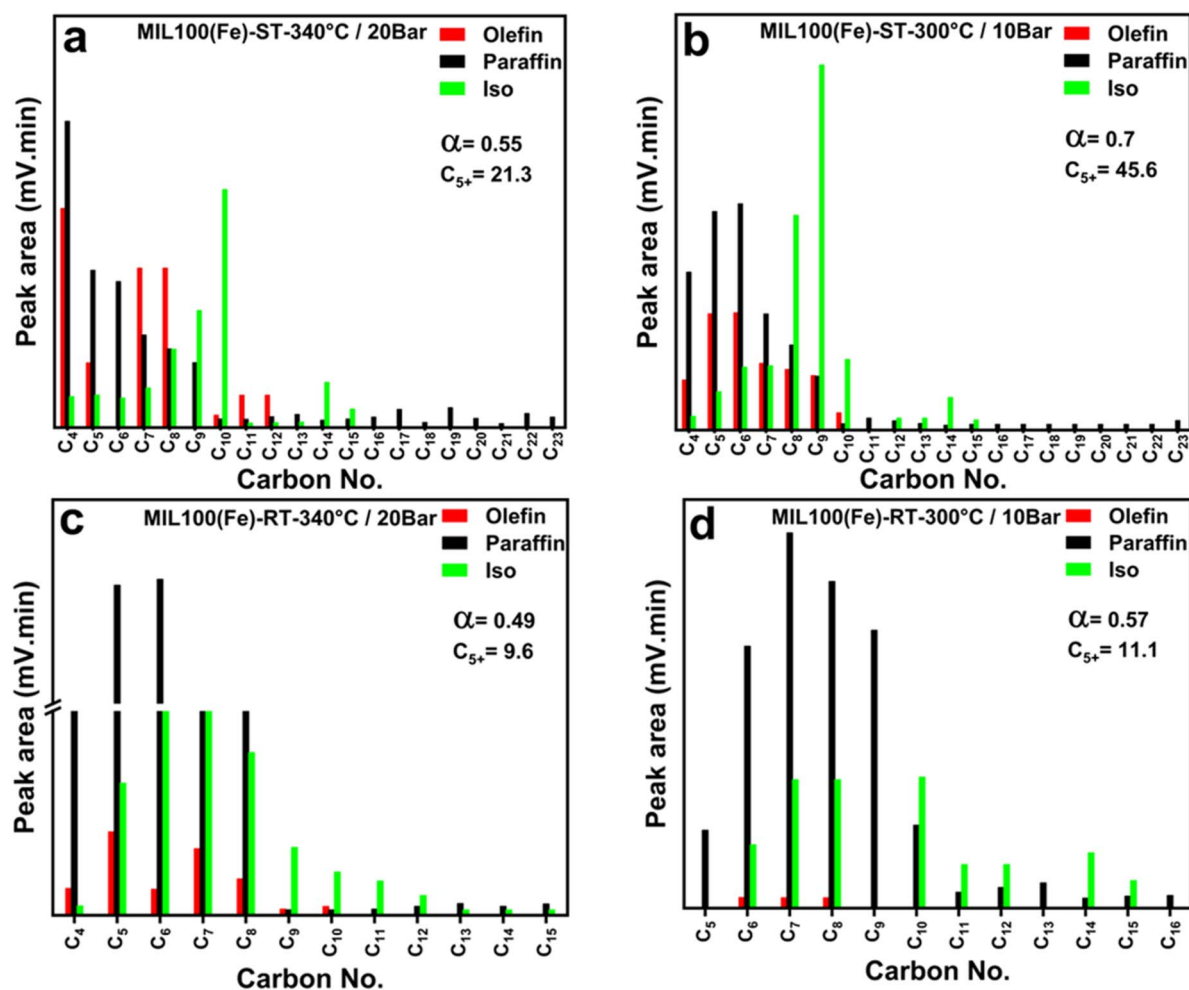 a
MIL100(Fe)-ST-340°C / 20Bar
Olefin
Paraffin
Iso
α= 0.55
C5+ = 21.3
Peak area (mV.min)
C4 C5 C6 C7 C8 C9 C10 C11 C12 C13 C14 C15 C16 C17 C18 C19 C20 C21 C22 C23
Carbon No.
b
MIL100(Fe)-ST-300°C / 10Bar
Olefin
Paraffin
Iso
α= 0.7
C5+ = 45.6
Peak area (mV.min)
C4 C5 C6 C7 C8 C9 C10 C11 C12 C13 C14 C15 C16 C17 C18 C19 C20 C21 C22 C23
Carbon No.
c
MIL100(Fe)-RT-340°C / 20Bar
Olefin
Paraffin
Iso
α= 0.49
C5+ = 9.6
Peak area (mV.min)
C4 C5 C6 C7 C8 C9 C10 C11 C12 C13 C14 C15
Carbon No.
d
MIL100(Fe)-RT-300°C / 10Bar
Olefin
Paraffin
Iso
α= 0.57
C5+ = 11.1
Peak area (mV.min)
C5 C6 C7 C8 C9 C10 C11 C12 C13 C14 C15 C16
Carbon No.